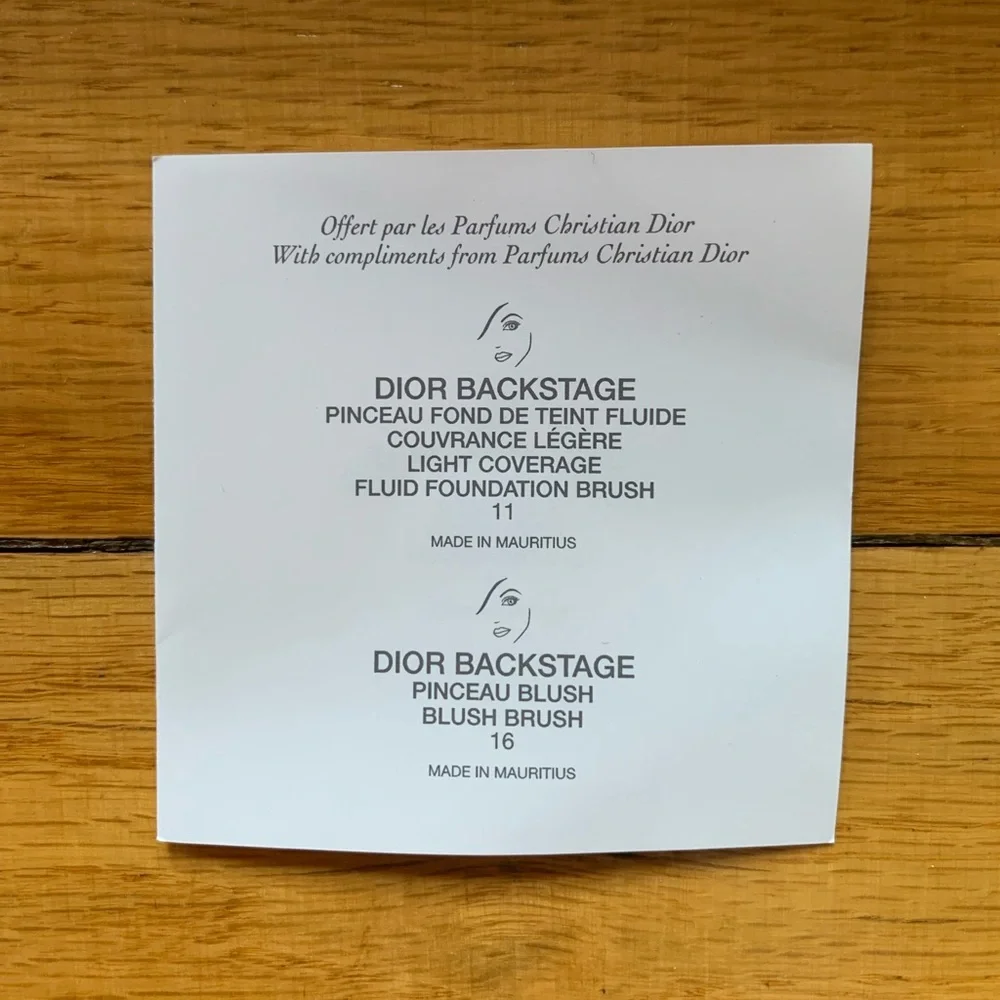 Offert par les Parfums Christian Dior
With compliments from Parfums Christian Dior
DIOR BACKSTAGE
PINCEAU FOND DE TEINT FLUIDE
COUVRANCE LÉGÈRE
LIGHT COVERAGE
FLUID FOUNDATION BRUSH
11
MADE IN MAURITIUS
DIOR BACKSTAGE
PINCEAU BLUSH
BLUSH BRUSH
16
MADE IN MAURITIUS